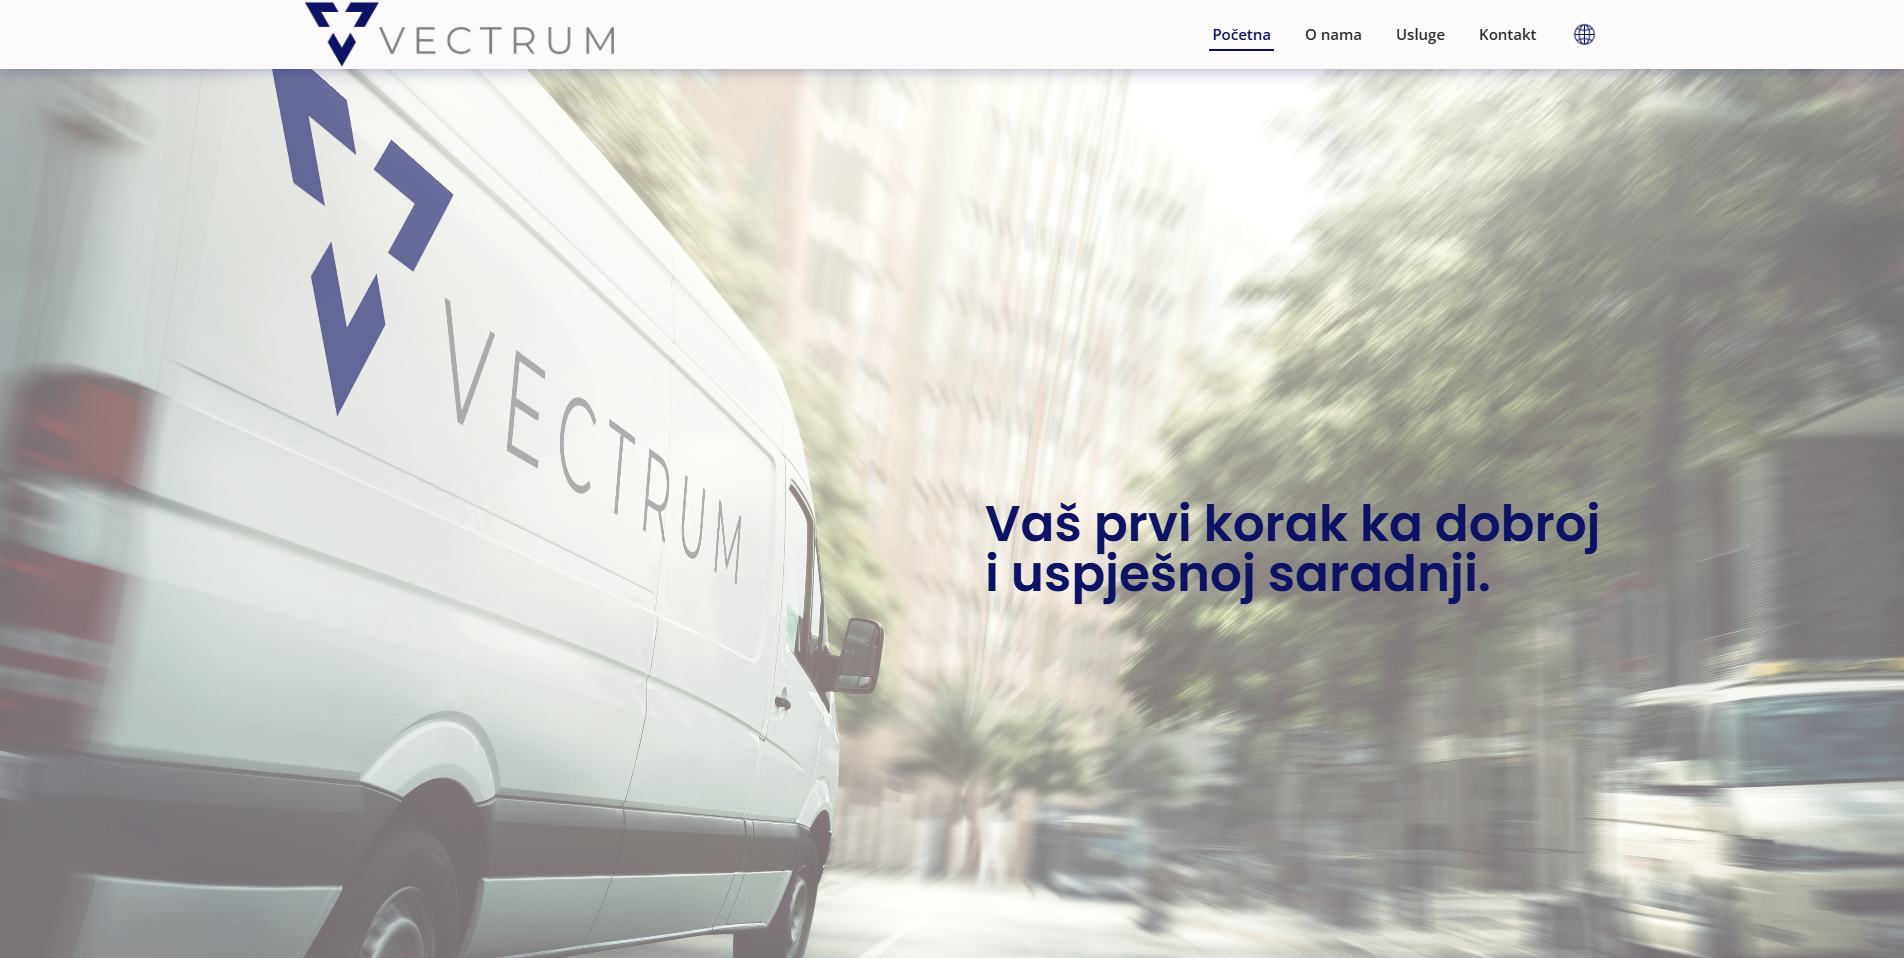 VECTRUM
Početna
O nama
Usluge
Kontakt
VECTRUM
Vaš prvi korak ka dobroj
i uspješnoj saradnji.